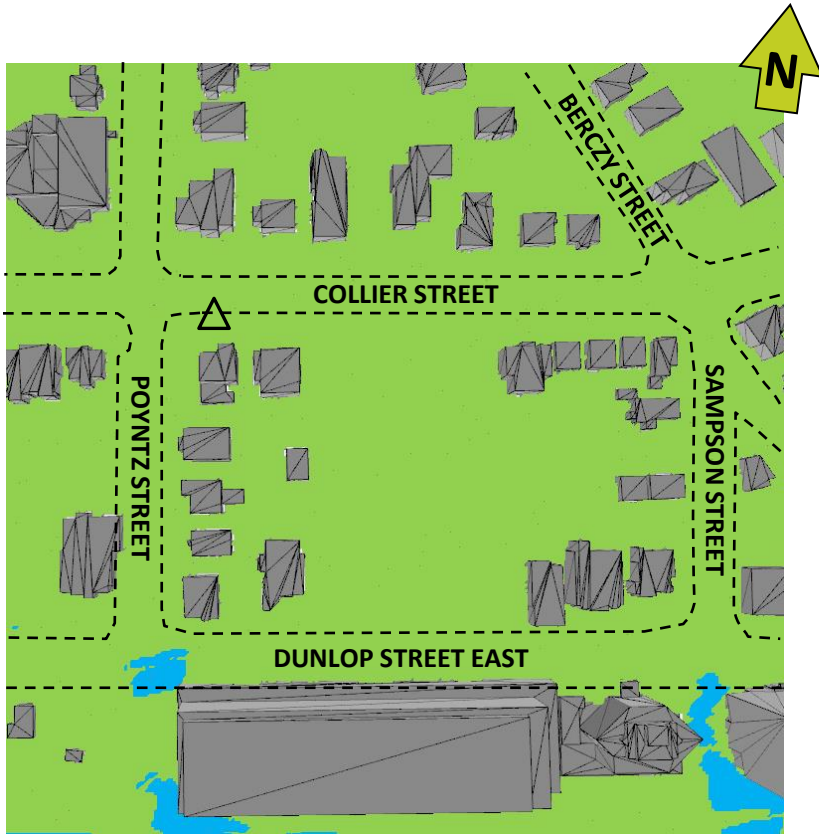 N
BERCZY STREET
COLLIER STREET
POYNTZ STREET
SAMPSON STREET
DUNLOP STREET EAST